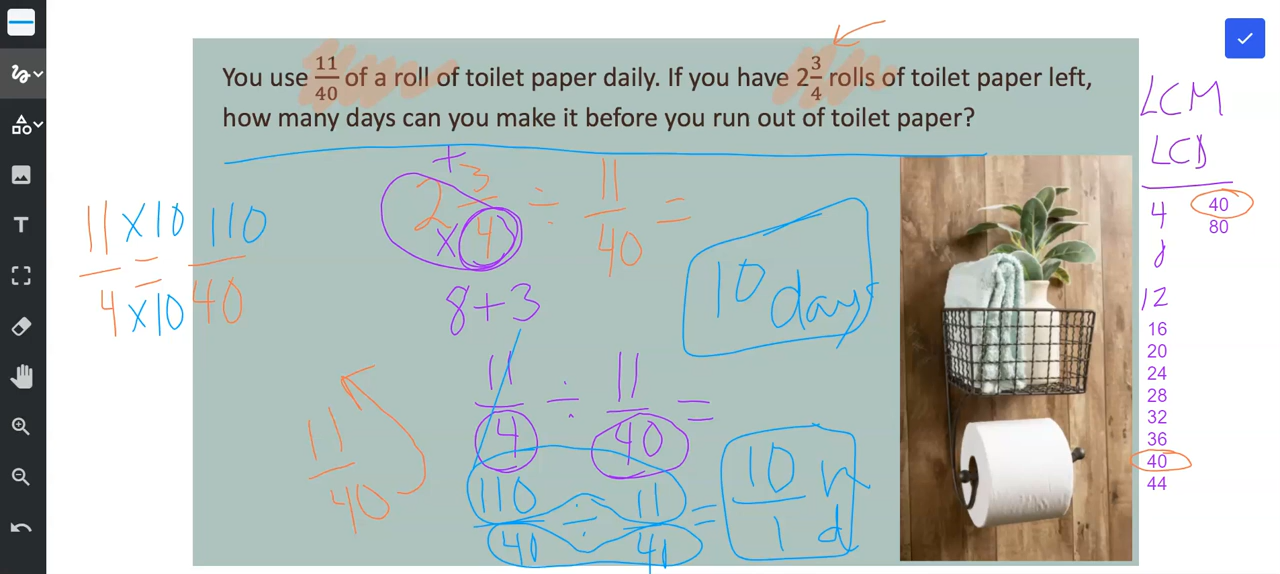 You use 11/40 of a roll of toilet paper daily. If you have 2 3/4 rolls of toilet paper left,
how many days can you make it before you run out of toilet paper?
LCM
LCD
4 40
8 80
12
16
20
24
28
32
36
40
44
+
2 3/4 ÷ 11/40 =
x
8+3
11 x 10 110
=
4 x 10 40
10 days
11/4 ÷ 11/40 =
11/40
110 ÷ 11 = 10 n
40 ÷ 40 1 d
T